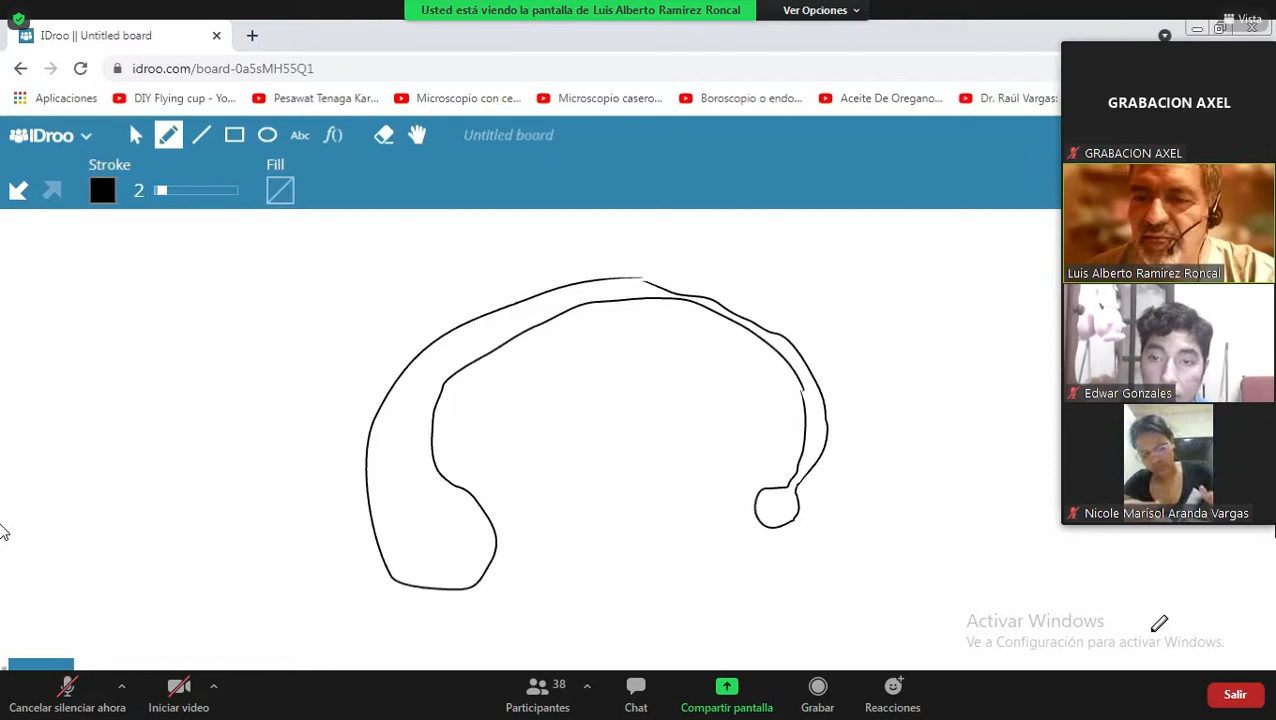 Usted está viendo la pantalla de Luis Alberto Ramirez Roncal
Ver Opciones
Vista
IDroo || Untitled board
idroo.com/board-0a5sMH55Q1
Aplicaciones
DIY Flying cup - Yo...
Pesawat Tenaga Kar...
Microscopio con ce...
Microscopio casero...
Boroscopio o endo...
Aceite De Oregano...
Dr. Raúl Vargas:
IDroo
Abc
f()
Untitled board
Stroke
Fill
2
GRABACION AXEL
GRABACION AXEL
Luis Alberto Ramirez Roncal
Edwar Gonzales
Nicole Marisol Aranda Vargas
Activar Windows
Ve a Configuración para activar Windows.
Cancelar silenciar ahora
Iniciar video
38
Participantes
Chat
Compartir pantalla
Grabar
Reacciones
Salir